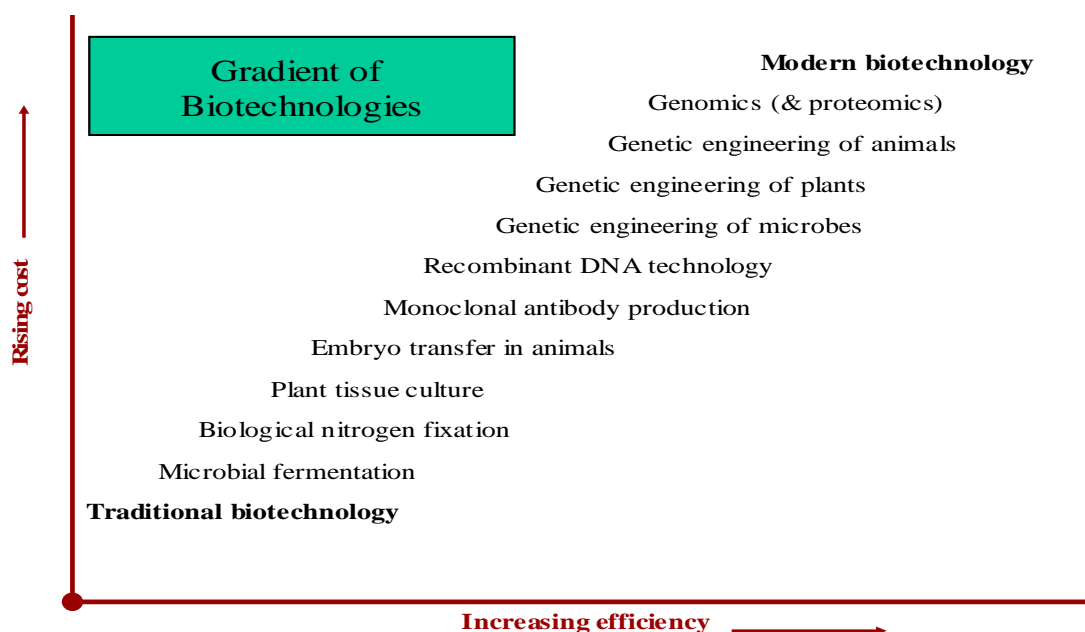 Gradient of
Biotechnologies
Modern biotechnology
Genomics (& proteomics)
Genetic engineering of animals
Genetic engineering of plants
Genetic engineering of microbes
Recombinant DNA technology
Monoclonal antibody production
Embryo transfer in animals
Plant tissue culture
Biological nitrogen fixation
Microbial fermentation
Traditional biotechnology
Rising cost
Increasing efficiency